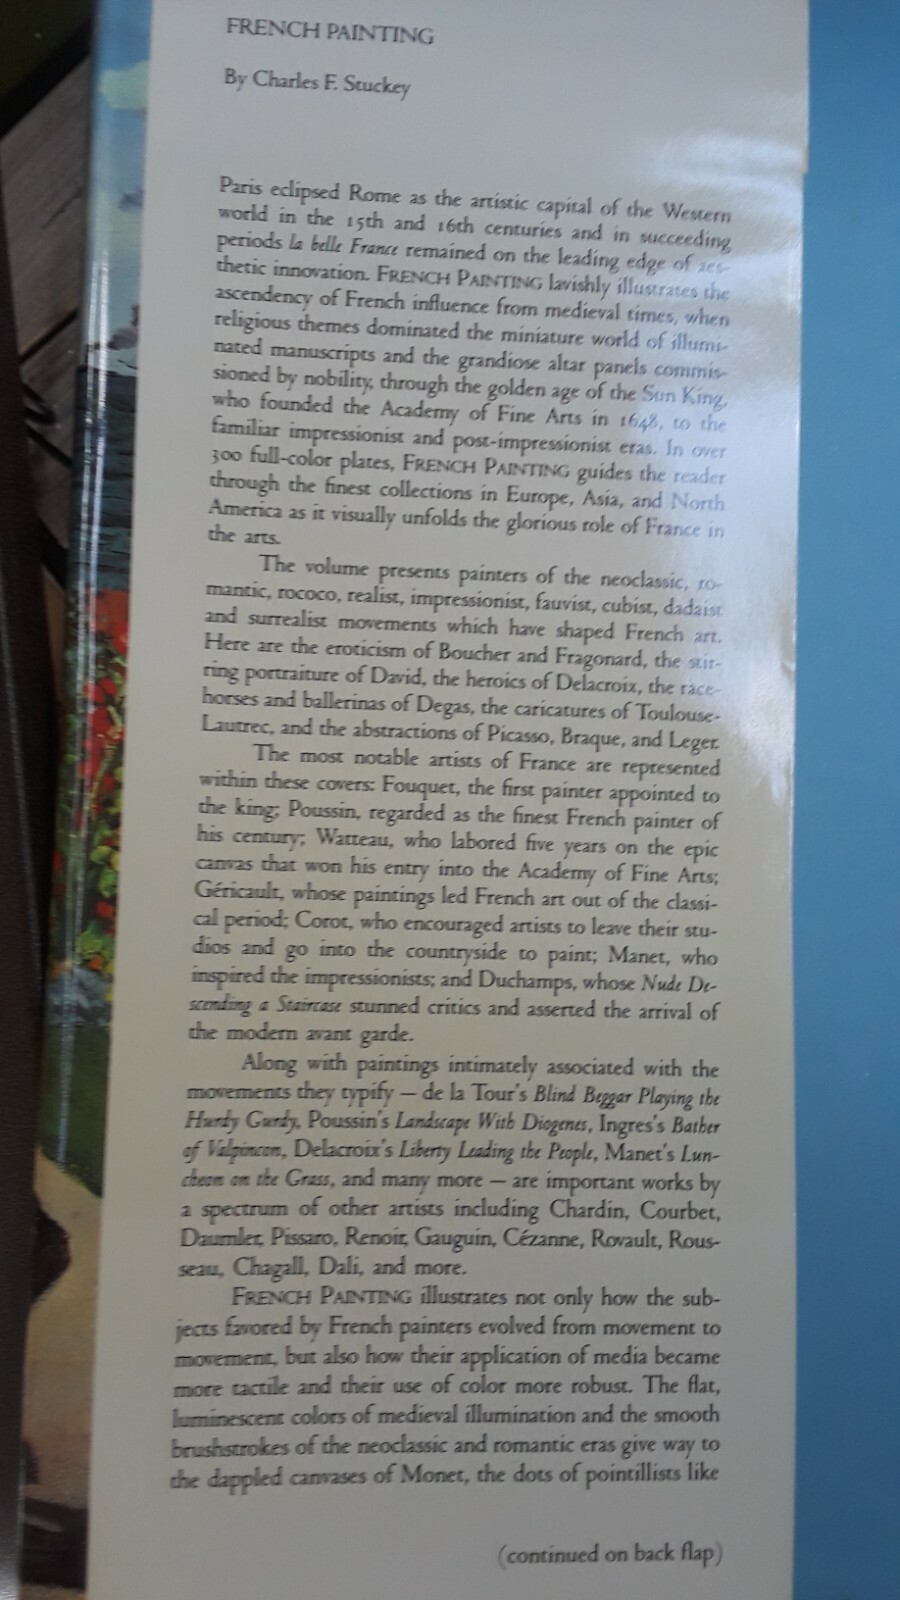 FRENCH PAINTING
By Charles F. Stuckey
Paris eclipsed Rome as the artistic capital of the Western
world in the 15th and 16th centuries and in succeeding
periods la belle France remained on the leading edge of aes-
thetic innovation. FRENCH PAINTING lavishly illustrates the
ascendency of French influence from medieval times, when
religious themes dominated the miniature world of illumi-
nated manuscripts and the grandiose altar panels commis-
sioned by nobility, through the golden age of the Sun King,
who founded the Academy of Fine Arts in 1648, to the
familiar impressionist and post-impressionist eras. In over
300 full-color plates, FRENCH PAINTING guides the reader
through the finest collections in Europe, Asia, and North
America as it visually unfolds the glorious role of France in
the arts.
The volume presents painters of the neoclassic, ro-
mantic, rococo, realist, impressionist, fauvist, cubist, dadaist
and surrealist movements which have shaped French art.
Here are the eroticism of Boucher and Fragonard, the stir-
ring portraiture of David, the heroics of Delacroix, the race-
horses and ballerinas of Degas, the caricatures of Toulouse-
Lautrec, and the abstractions of Picasso, Braque, and Leger.
The most notable artists of France are represented
within these covers: Fouquet, the first painter appointed to
the king; Poussin, regarded as the finest French painter of
his century; Watteau, who labored five years on the epic
canvas that won his entry into the Academy of Fine Arts;
Géricault, whose paintings led French art out of the classi-
cal period; Corot, who encouraged artists to leave their stu-
dios and go into the countryside to paint; Manet, who
inspired the impressionists; and Duchamps, whose Nude De-
scending a Staircase stunned critics and asserted the arrival of
the modern avant garde.
Along with paintings intimately associated with the
movements they typify — de la Tour's Blind Beggar Playing the
Hurdy Gurdy, Poussin's Landscape With Diogenes, Ingres's Bather
of Valpincon, Delacroix's Liberty Leading the People, Manet's Lun-
cheon on the Grass, and many more — are important works by
a spectrum of other artists including Chardin, Courbet,
Daumler, Pissaro, Renoir, Gauguin, Cézanne, Rovault, Rous-
seau, Chagall, Dali, and more.
FRENCH PAINTING illustrates not only how the sub-
jects favored by French painters evolved from movement to
movement, but also how their application of media became
more tactile and their use of color more robust. The flat,
luminescent colors of medieval illumination and the smooth
brushstrokes of the neoclassic and romantic eras give way to
the dappled canvases of Monet, the dots of pointillists like
(continued on back flap)